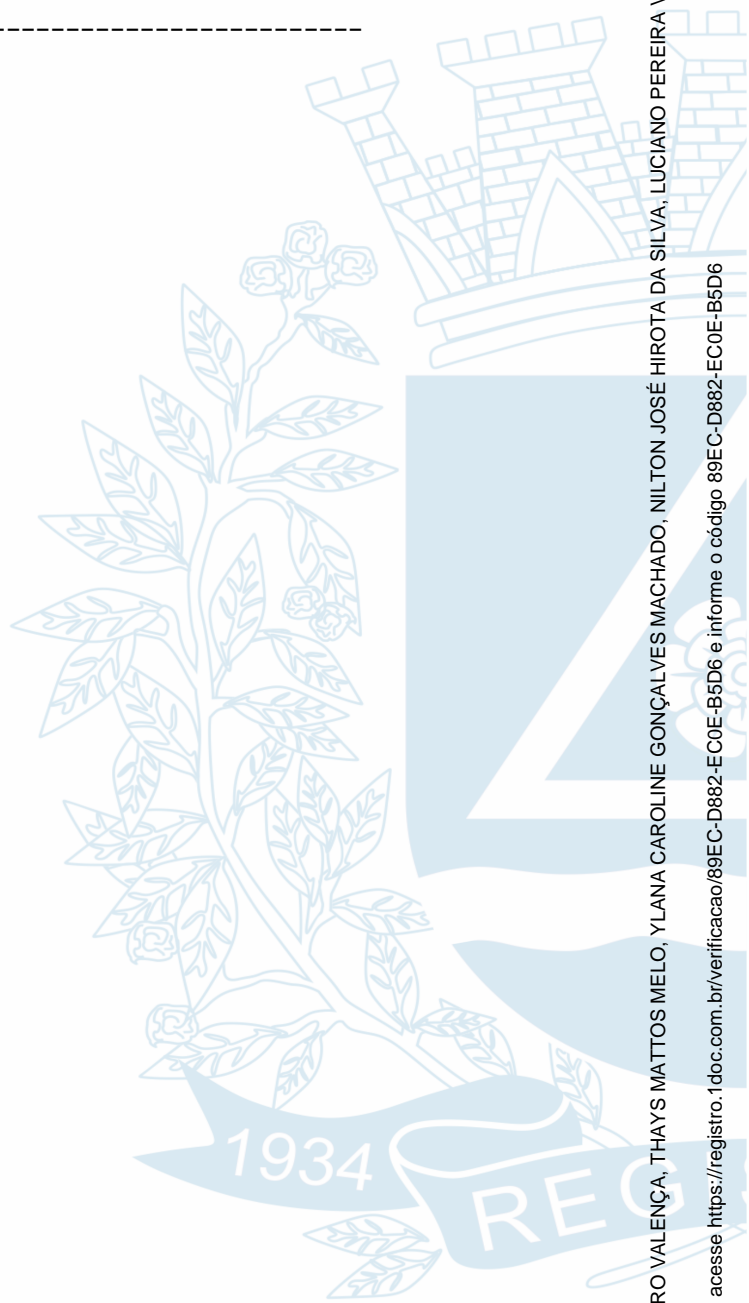 RO VALENÇA, THAYS MATTOS MELO, YLANA CAROLINE GONÇALVES MACHADO, NILTON JOSÉ HIROTA DA SILVA, LUCIANO PEREIRA
acesse https://registro.1doc.com.br/verificacao/89EC-D882-EC0E-B5D6 e informe o código 89EC-D882-EC0E-B5D6
1934
REG